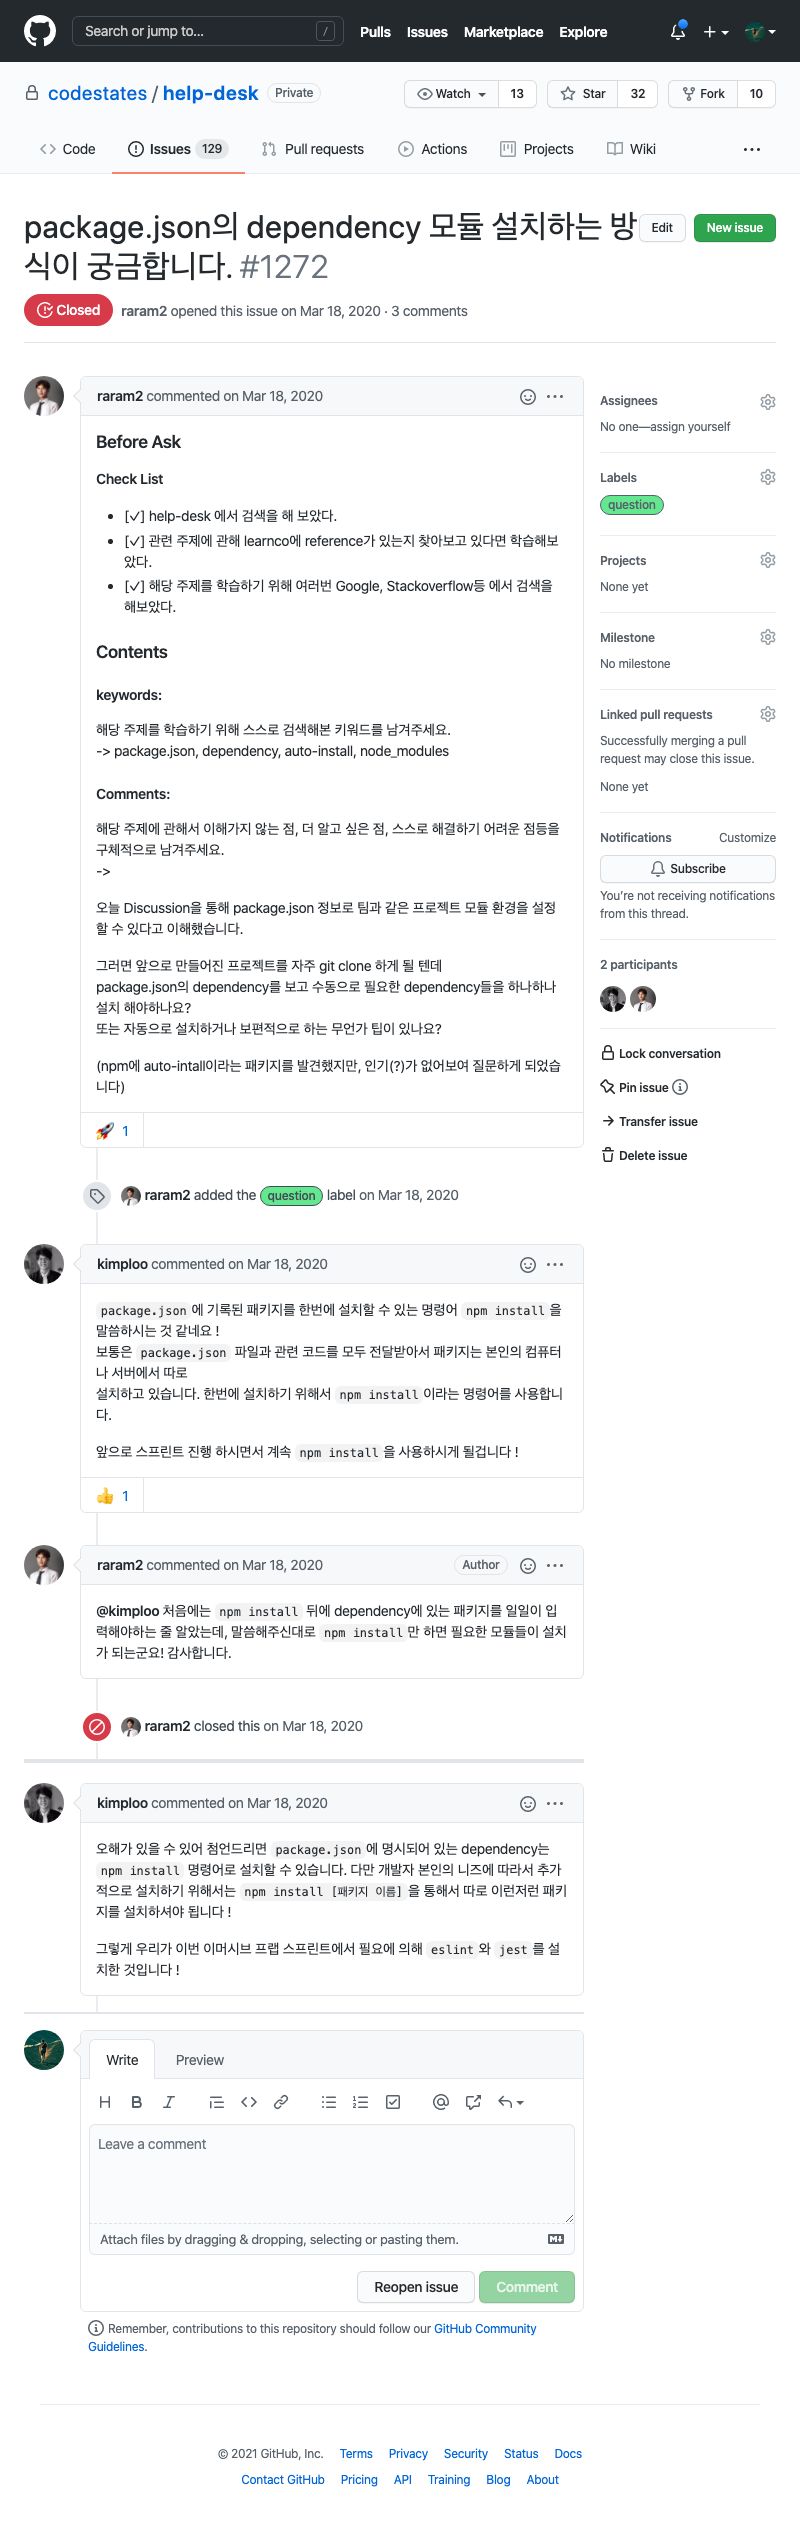 Search or jump to...
/
Pulls Issues Marketplace Explore
codestates / help-desk Private
Watch 13
Star 32
Fork 10
Code
Issues 129
Pull requests
Actions
Projects
Wiki
package.json의 dependency 모듈 설치하는 방
식이 궁금합니다. #1272
Edit
New issue
Closed raram2 opened this issue on Mar 18, 2020 · 3 comments
raram2 commented on Mar 18, 2020
Before Ask
Check List
• [✓] help-desk 에서 검색을 해 보았다.
• [✓] 관련 주제에 관해 learnco에 reference가 있는지 찾아보고 있다면 학습해보
았다.
• [✓] 해당 주제를 학습하기 위해 여러번 Google, Stackoverflow등 에서 검색을
해보았다.
Contents
keywords:
해당 주제를 학습하기 위해 스스로 검색해본 키워드를 남겨주세요.
-> package.json, dependency, auto-install, node_modules
Comments:
해당 주제에 관해서 이해가지 않는 점, 더 알고 싶은 점, 스스로 해결하기 어려운 점등을
구체적으로 남겨주세요.
->
오늘 Discussion을 통해 package.json 정보로 팀과 같은 프로젝트 모듈 환경을 설정
할 수 있다고 이해했습니다.
그러면 앞으로 만들어진 프로젝트를 자주 git clone 하게 될 텐데
package.json의 dependency를 보고 수동으로 필요한 dependency들을 하나하나
설치 해야하나요?
또는 자동으로 설치하거나 보편적으로 하는 무언가 팁이 있나요?
(npm에 auto-intall이라는 패키지를 발견했지만, 인기(?)가 없어보여 질문하게 되었습
니다)
🚀 1
Assignees
No one—assign yourself
Labels
question
Projects
None yet
Milestone
No milestone
Linked pull requests
Successfully merging a pull
request may close this issue.
None yet
Notifications Customize
Subscribe
You're not receiving notifications
from this thread.
2 participants
Lock conversation
Pin issue
Transfer issue
Delete issue
raram2 added the question label on Mar 18, 2020
kimploo commented on Mar 18, 2020
package.json 에 기록된 패키지를 한번에 설치할 수 있는 명령어 npm install 을
말씀하시는 것 같네요 !
보통은 package.json 파일과 관련 코드를 모두 전달받아서 패키지는 본인의 컴퓨터
나 서버에서 따로
설치하고 있습니다. 한번에 설치하기 위해서 npm install 이라는 명령어를 사용합니
다.
앞으로 스프린트 진행 하시면서 계속 npm install 을 사용하시게 될겁니다 !
👍 1
raram2 commented on Mar 18, 2020 Author
@kimploo 처음에는 npm install 뒤에 dependency에 있는 패키지를 일일이 입
력해야하는 줄 알았는데, 말씀해주신대로 npm install 만 하면 필요한 모듈들이 설치
가 되는군요! 감사합니다.
raram2 closed this on Mar 18, 2020
kimploo commented on Mar 18, 2020
오해가 있을 수 있어 첨언드리면 package.json 에 명시되어 있는 dependency는
npm install 명령어로 설치할 수 있습니다. 다만 개발자 본인의 니즈에 따라서 추가
적으로 설치하기 위해서는 npm install [패키지 이름] 을 통해서 따로 이런저런 패키
지를 설치하셔야 됩니다 !
그렇게 우리가 이번 이머시브 프랩 스프린트에서 필요에 의해 eslint 와 jest 를 설
치한 것입니다 !
Write Preview
H B I
Leave a comment
Attach files by dragging & dropping, selecting or pasting them.
Reopen issue
Comment
Remember, contributions to this repository should follow our GitHub Community
Guidelines.
© 2021 GitHub, Inc. Terms Privacy Security Status Docs
Contact GitHub Pricing API Training Blog About